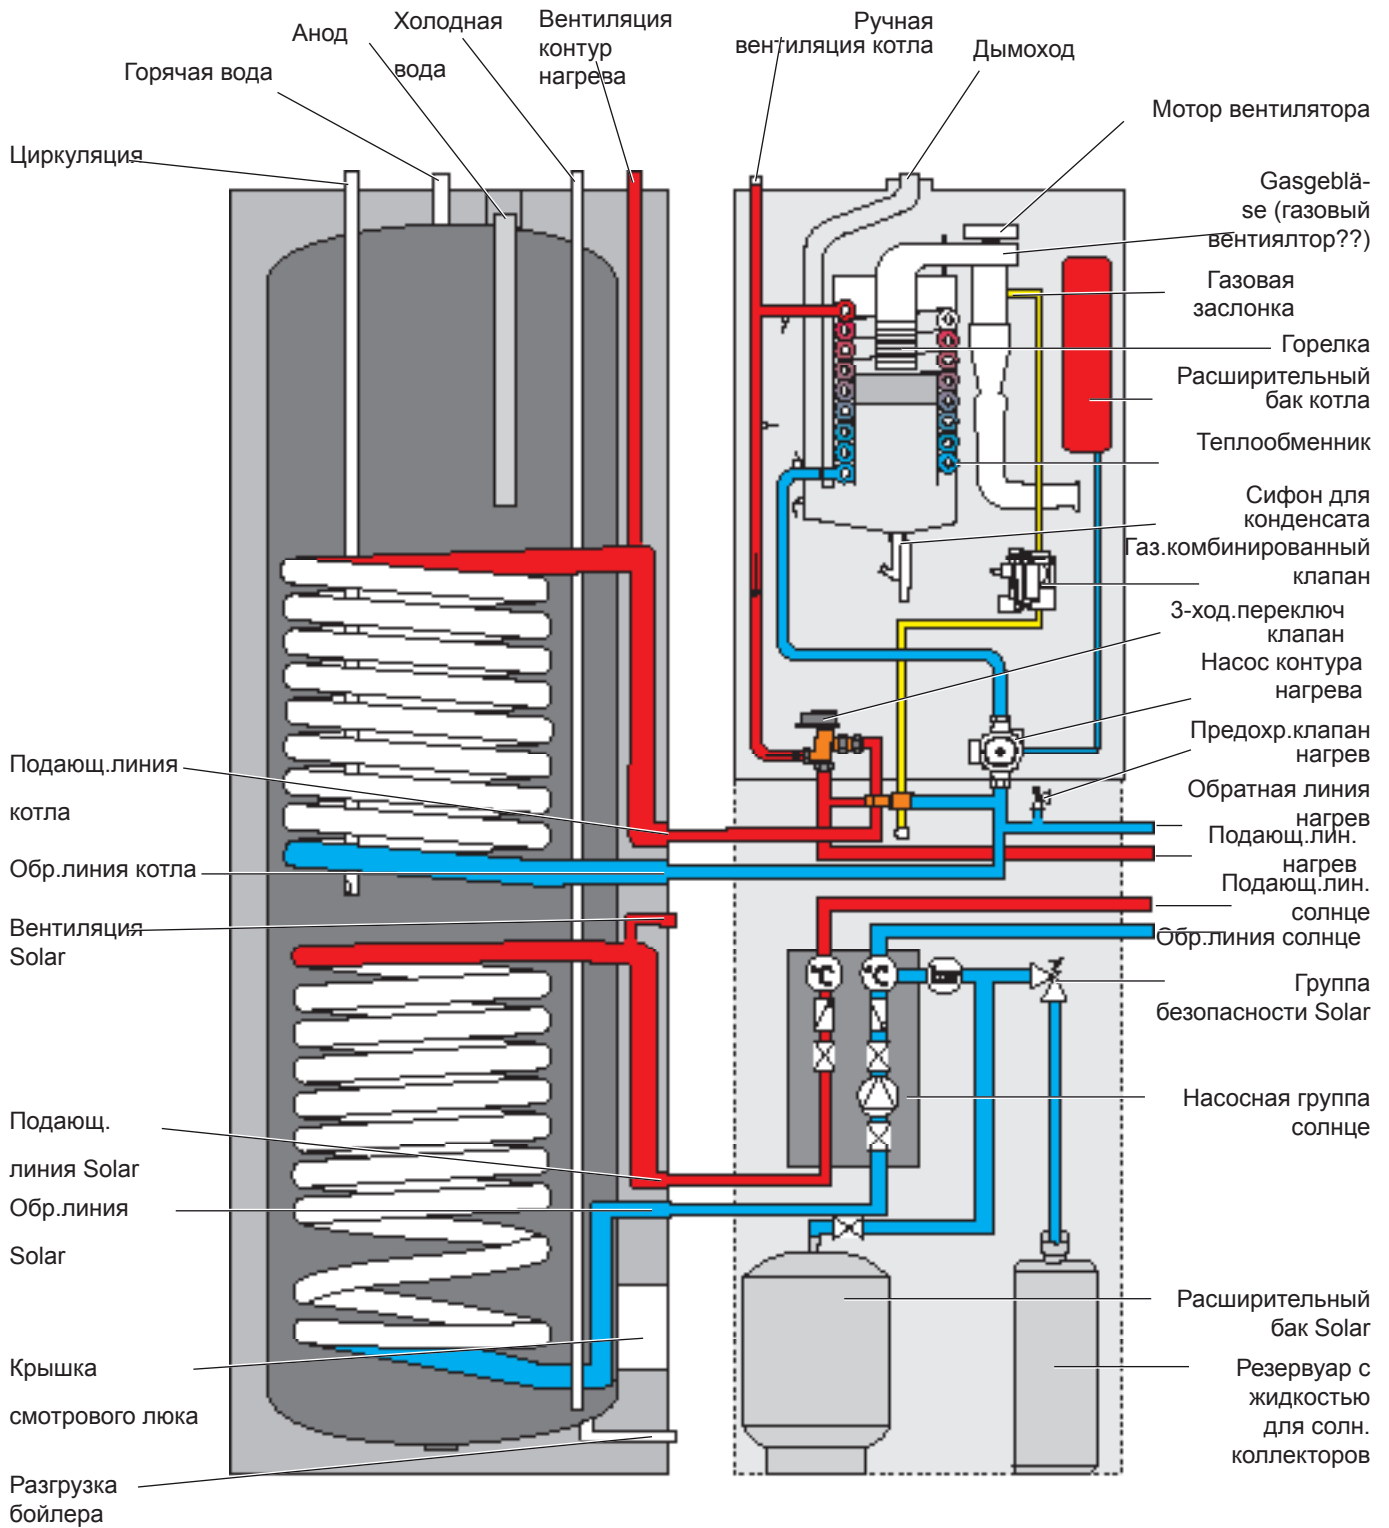 Анод
Холодная
вода
Вентиляция
контур
нагрева
Ручная
вентиляция котла
Дымоход
Горячая вода
Циркуляция
Мотор вентилятора
Gasgeblä-
se (газовый
вентиялтор??)
Газовая
заслонка
Горелка
Расширительный
бак котла
Теплообменник
Сифон для
конденсата
Газ.комбинированный
клапан
3-ход.переключ
клапан
Насос контура
нагрева
Предохр.клапан
нагрев
Обратная линия
нагрев
Подающ.лин.
нагрев
Подающ.лин.
солнце
Обр.линия солнце
Группа
безопасности Solar
Насосная группа
солнце
Расширительный
бак Solar
Резервуар с
жидкостью
для солн.
коллекторов
Подающ.линия
котла
Обр.линия котла
Вентиляция
Solar
Подающ.
линия Solar
Обр.линия
Solar
Крышка
смотрового люка
Разгрузка
бойлера
°C
°C
bar